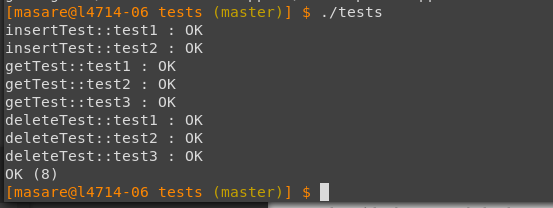 [masare@l4714-06 tests (master)] $ ./tests
insertTest::test1 : OK
insertTest::test2 : OK
getTest::test1 : OK
getTest::test2 : OK
getTest::test3 : OK
deleteTest::test1 : OK
deleteTest::test2 : OK
deleteTest::test3 : OK
OK (8)
[masare@l4714-06 tests (master)] $